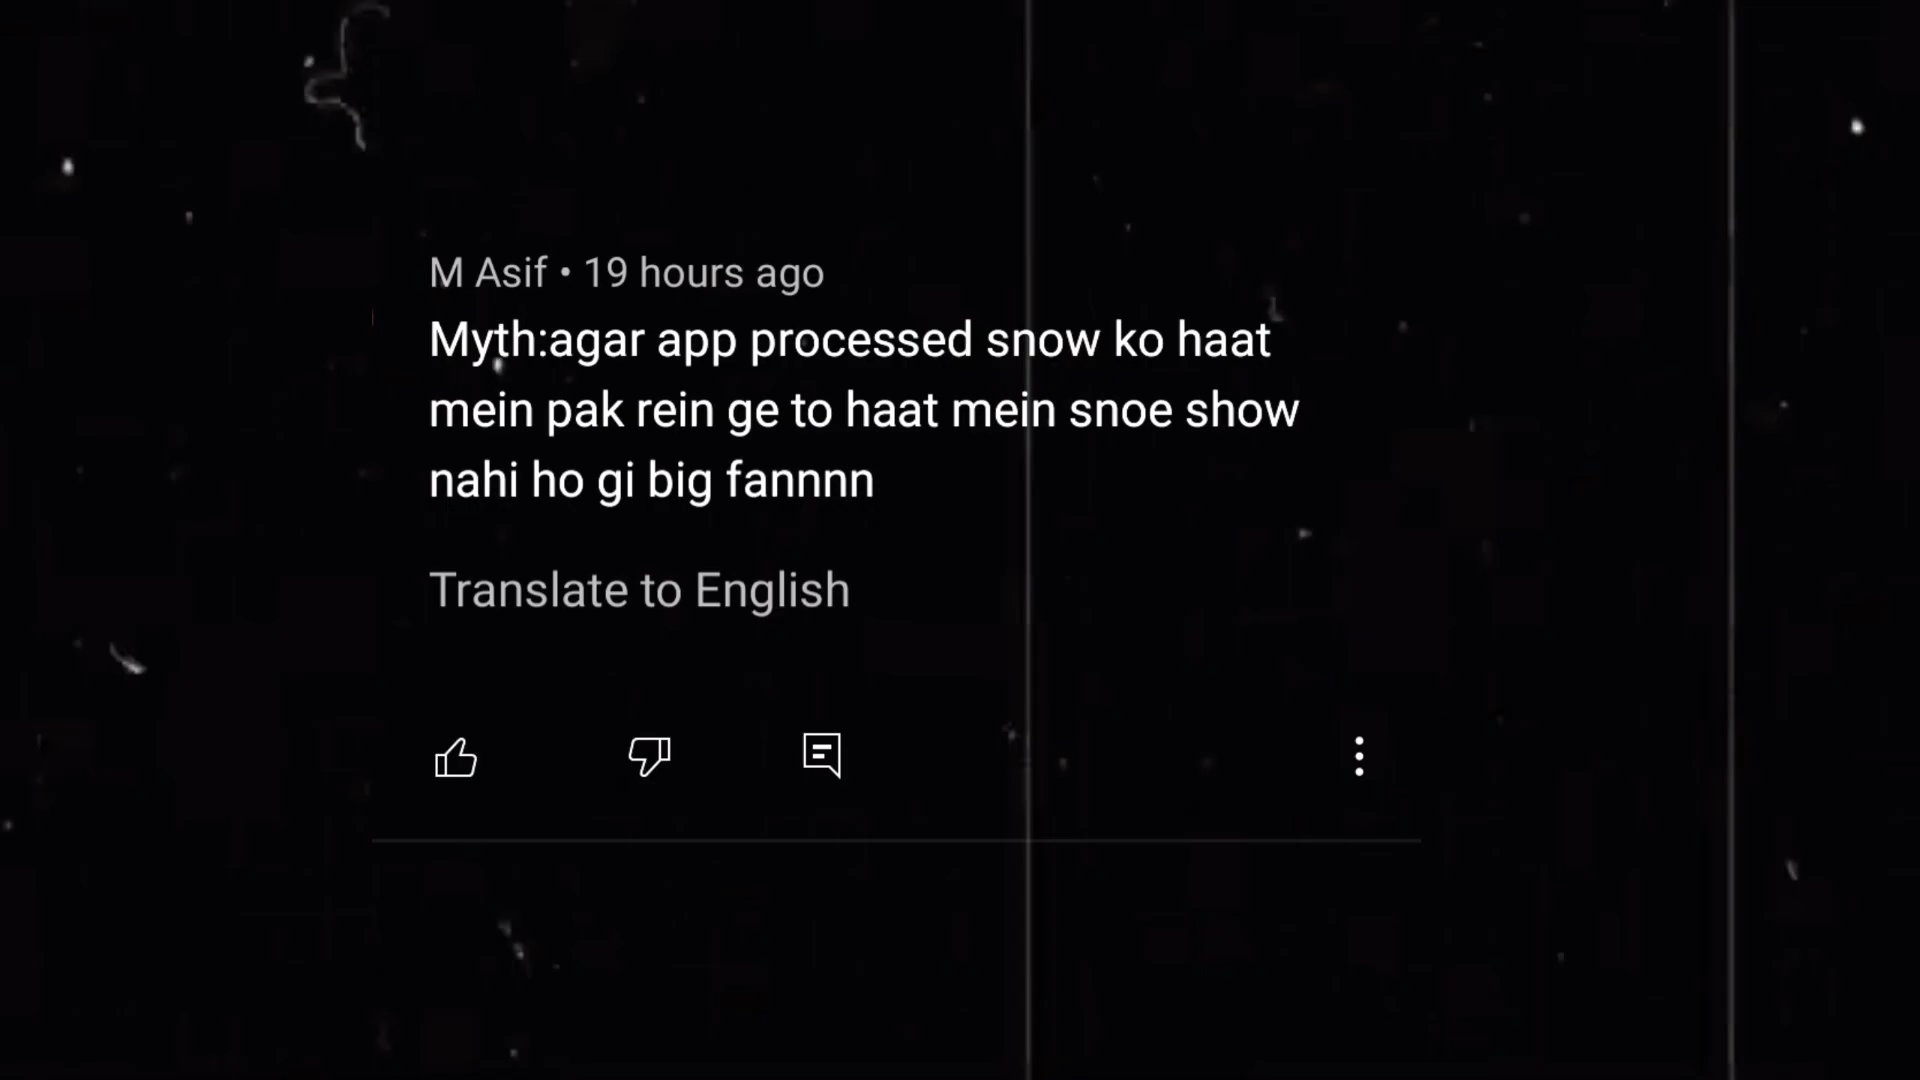 M Asif • 19 hours ago
Myth:agar app processed snow ko haat
mein pak rein ge to haat mein snoe show
nahi ho gi big fannnn
Translate to English